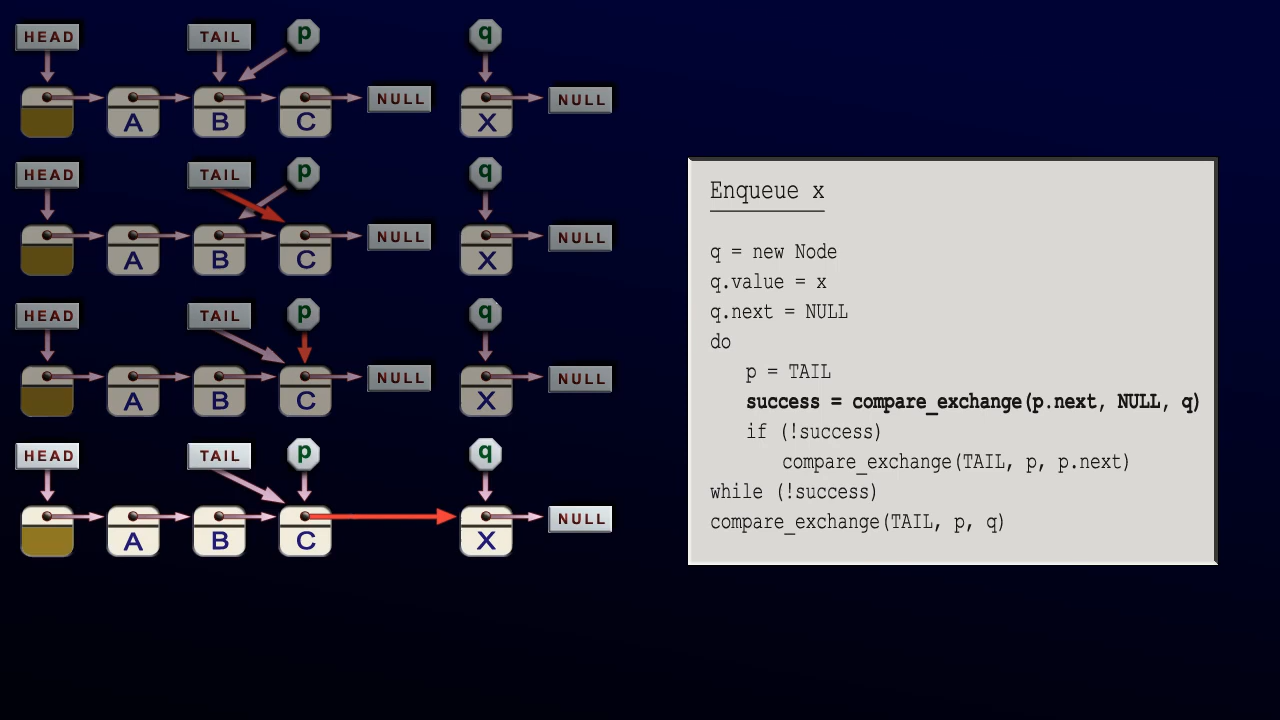 HEAD TAIL p q
A B C NULL X NULL
HEAD TAIL p q
A B C NULL X NULL
HEAD TAIL p q
A B C NULL X NULL
HEAD TAIL p q
A B C X NULL
Enqueue x
q = new Node
q.value = x
q.next = NULL
do
p = TAIL
success = compare_exchange(p.next, NULL, q)
if (!success)
compare_exchange(TAIL, p, p.next)
while (!success)
compare_exchange(TAIL, p, q)